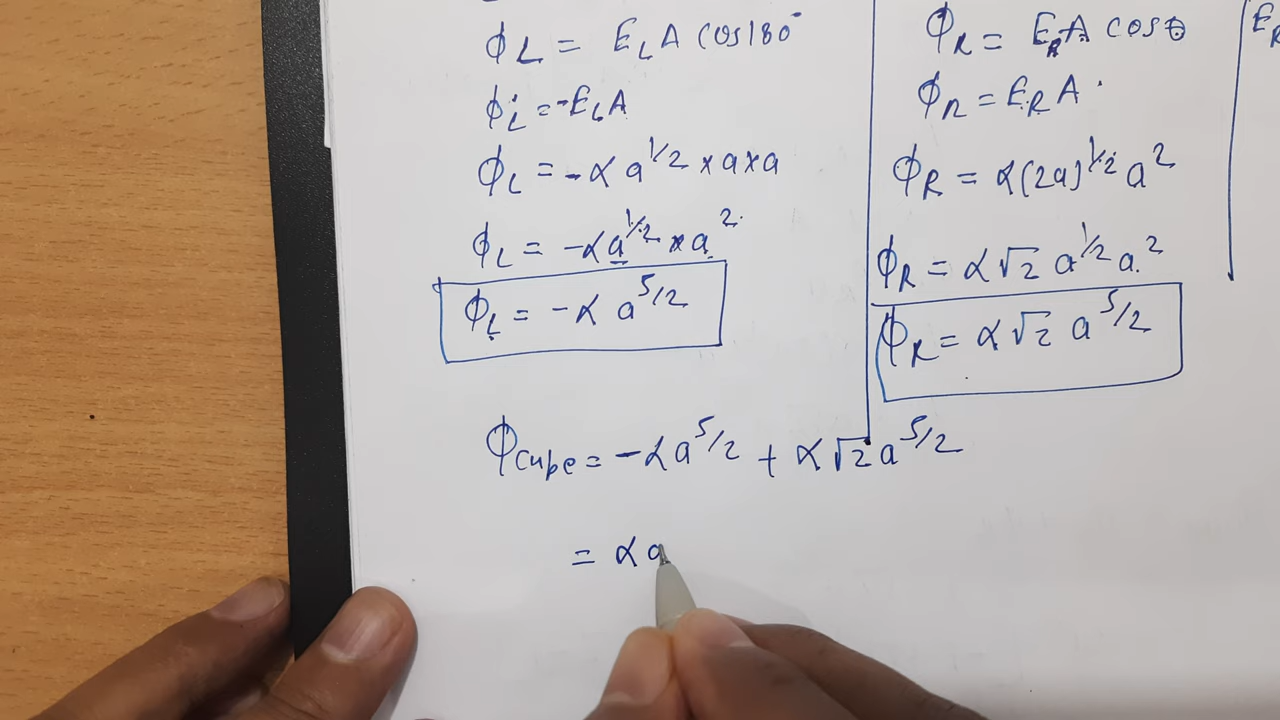 ϕL = ELA cos180°
ϕL = -ELA
ϕL = -α a^1/2 × a × a
ϕL = -α a^1/2 × a^2
ϕL = -α a^5/2
ϕR = ERA cosθ
ϕR = ERA
ϕR = α(2a)^1/2 a^2
ϕR = α√2 a^1/2 a^2
ϕR = α√2 a^5/2
ER
ϕcube = -αa^5/2 + α√2 a^5/2
= α a